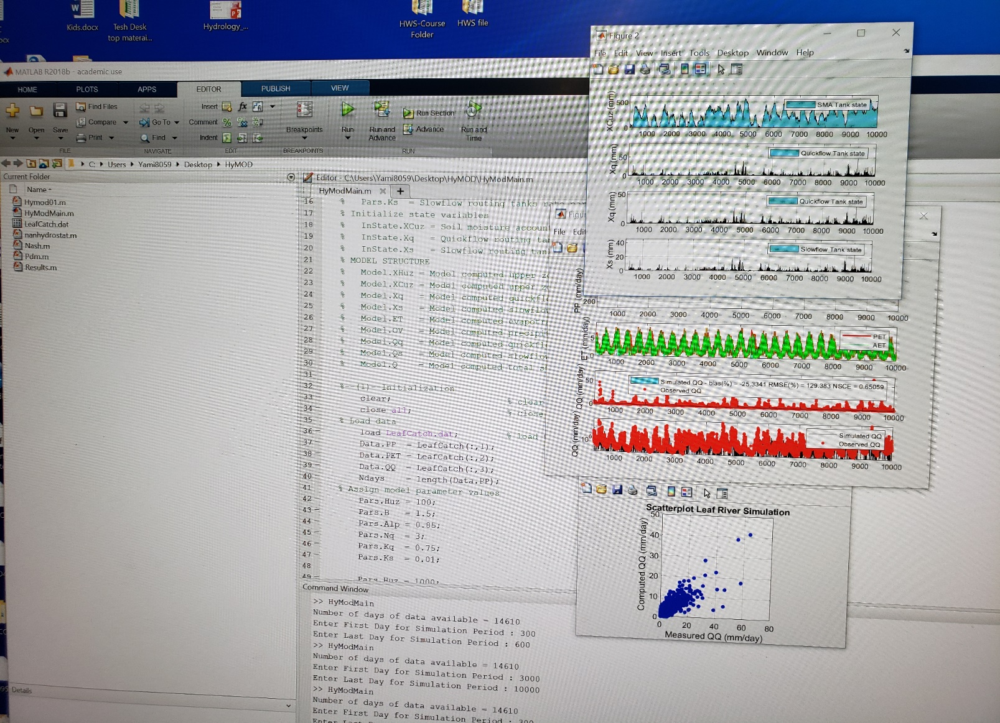 Kids.docx
Tesh Desk
top materai...
Hydrology_...
HWS-Course
Folder
HWS file
MATLAB R2018b - academic use
HOME PLOTS APPS EDITOR PUBLISH VIEW
New Open Save
Find Files
Compare
Print
Go To
Find
Insert fx
Comment %
Indent
Breakpoints
Run
Run and
Advance
Run Section
Advance
Run and
Time
FILE NAVIGATE EDIT BREAKPOINTS RUN
C: Users Yami8059 Desktop HyMOD
Current Folder
Name
Hymod01.m
HyModMain.m
LeafCatch.dat
nanhydrostat.m
Nash.m
Pdm.m
Results.m
Details
Editor - C:\Users\Yami8059\Desktop\HyMOD\HyModMain.m
HyModMain.m +
16 % Pars.Ks = Slowflow routing tanks
17 % Initialize state variables
18 % InState.XCuz = Soil moisture accoun
19 % InState.Xq = Quickflow routing ta
20 % InState.Xs = Slowflow routing tan
21 % MODEL STRUCTURE
22 % Model.XHuz = Model computed upper z
23 % Model.XCuz = Model computed upper z
24 % Model.Xq = Model computed quickfl
25 % Model.Xs = Model computed slowflo
26 % Model.ET = Model computed evapotr
27 % Model.OV = Model computed precipi
28 % Model.Qq = Model computed quickfl
29 % Model.Qs = Model computed slowflo
30 % Model.Q = Model computed total s
31
32 %--(1)--Initialization
33 clear; % clear
34 close all; % close
35 % Load data
36 load LeafCatch.dat; % load
37 Data.PP = LeafCatch(:,1);
38 Data.PET = LeafCatch(:,2);
39 Data.QQ = LeafCatch(:,3);
40 Ndays = length(Data.PP);
41 % Assign model parameter values
42 Pars.Huz = 100;
43 Pars.B = 1.5;
44 Pars.Alp = 0.85;
45 Pars.Nq = 3;
46 Pars.Kq = 0.75;
47 Pars.Ks = 0.01;
48
49 Pars.Huz = 1000;
Command Window
>> HyModMain
Number of days of data available = 14610
Enter First Day for Simulation Period : 300
Enter Last Day for Simulation Period : 600
>> HyModMain
Number of days of data available = 14610
Enter First Day for Simulation Period : 3000
Enter Last Day for Simulation Period : 10000
>> HyModMain
Number of days of data available = 14610
Enter First Day for Simulation Period : 300
Figure 2
File Edit View Insert Tools Desktop Window Help
XCuz (mm)
500
0
SMA Tank state
1000 2000 3000 4000 5000 6000 7000 8000 9000 10000
Xq (mm)
50
0
Quickflow Tank state
1000 2000 3000 4000 5000 6000 7000 8000 9000 10000
Xq (mm)
50
0
Quickflow Tank state
1000 2000 3000 4000 5000 6000 7000 8000 9000 10000
Xs (mm)
40
20
0
Slowflow Tank state
1000 2000 3000 4000 5000 6000 7000 8000 9000 10000
Figu
File Edit
PP (mm/day)
200
1000 2000 3000 4000 5000 6000 7000 8000 9000 10000
ET (mm/day)
5
0
PET
AET
1000 2000 3000 4000 5000 6000 7000 8000 9000 10000
QQ (mm/day)
50
0
Simulated QQ - bias(%) = -25.3341 RMSE(%) = 129.383 NSCE = 0.65059
Observed QQ
1000 2000 3000 4000 5000 6000 7000 8000 9000 10000
QQ (mm/day)
10⁰
Simulated QQ
Observed QQ
1000 2000 3000 4000 5000 6000 7000 8000 9000 10000
Scatterplot Leaf River Simulation
Computed QQ (mm/day)
50
40
30
20
10
0
0 20 40 60 80
Measured QQ (mm/day)